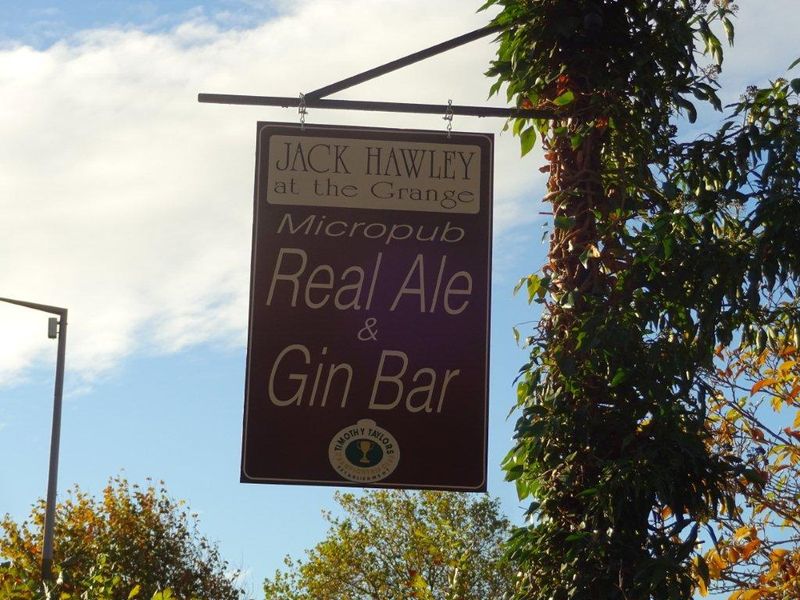 JACK HAWLEY
at the Grange
Micropub
Real Ale
&
Gin Bar
TIMOTHY TAYLORS